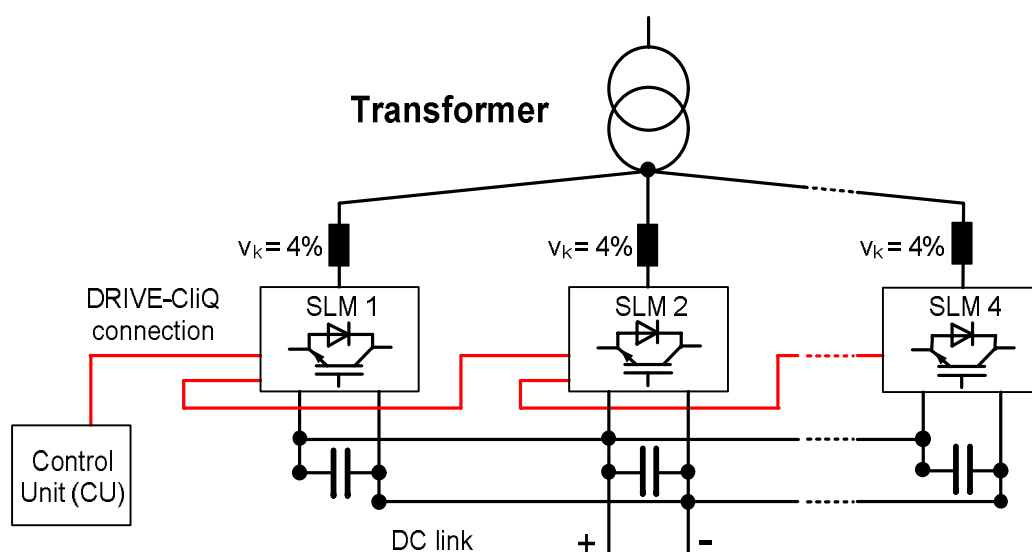 Transformer
vₖ = 4%
vₖ = 4%
vₖ = 4%
DRIVE-CliQ
connection
SLM 1
SLM 2
SLM 4
Control
Unit (CU)
DC link
+
-